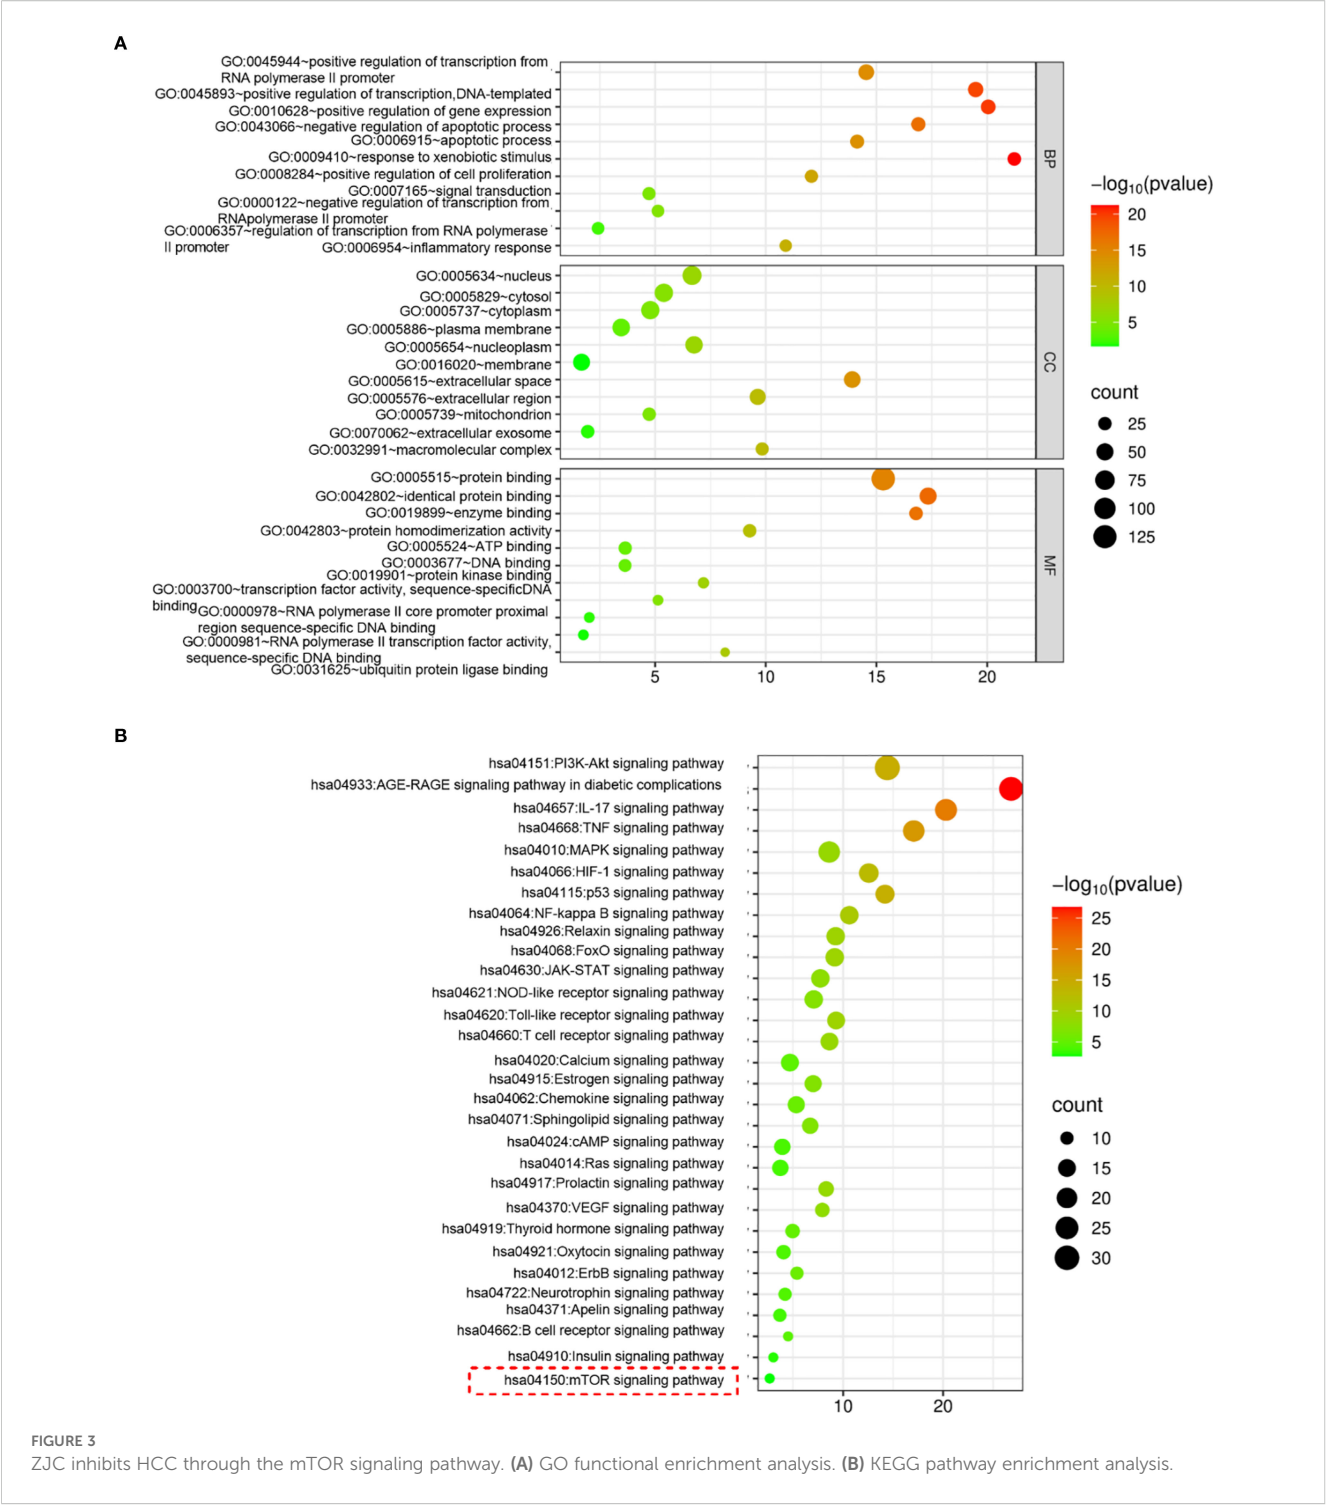 A
GO:0045944~positive regulation of transcription from
RNA polymerase II promoter
GO:0045893~positive regulation of transcription,DNA-templated
GO:0010628~positive regulation of gene expression
GO:0043066~negative regulation of apoptotic process
GO:0006915~apoptotic process
GO:0009410~response to xenobiotic stimulus
GO:0008284~positive regulation of cell proliferation
GO:0007165~signal transduction
GO:0000122~negative regulation of transcription from
RNApolymerase II promoter
GO:0006357~regulation of transcription from RNA polymerase
II promoter
GO:0006954~inflammatory response
BP
GO:0005634~nucleus
GO:0005829~cytosol
GO:0005737~cytoplasm
GO:0005886~plasma membrane
GO:0005654~nucleoplasm
GO:0016020~membrane
GO:0005615~extracellular space
GO:0005576~extracellular region
GO:0005739~mitochondrion
GO:0070062~extracellular exosome
GO:0032991~macromolecular complex
CC
GO:0005515~protein binding
GO:0042802~identical protein binding
GO:0019899~enzyme binding
GO:0042803~protein homodimerization activity
GO:0005524~ATP binding
GO:0003677~DNA binding
GO:0019901~protein kinase binding
GO:0003700~transcription factor activity, sequence-specificDNA
binding
GO:0000978~RNA polymerase II core promoter proximal
region sequence-specific DNA binding
GO:0000981~RNA polymerase II transcription factor activity,
sequence-specific DNA binding
GO:0031625~ubiquitin protein ligase binding
MF
5 10 15 20
−log10(pvalue)
20
15
10
5
count
25
50
75
100
125
B
hsa04151:PI3K-Akt signaling pathway
hsa04933:AGE-RAGE signaling pathway in diabetic complications
hsa04657:IL-17 signaling pathway
hsa04668:TNF signaling pathway
hsa04010:MAPK signaling pathway
hsa04066:HIF-1 signaling pathway
hsa04115:p53 signaling pathway
hsa04064:NF-kappa B signaling pathway
hsa04926:Relaxin signaling pathway
hsa04068:FoxO signaling pathway
hsa04630:JAK-STAT signaling pathway
hsa04621:NOD-like receptor signaling pathway
hsa04620:Toll-like receptor signaling pathway
hsa04660:T cell receptor signaling pathway
hsa04020:Calcium signaling pathway
hsa04915:Estrogen signaling pathway
hsa04062:Chemokine signaling pathway
hsa04071:Sphingolipid signaling pathway
hsa04024:cAMP signaling pathway
hsa04014:Ras signaling pathway
hsa04917:Prolactin signaling pathway
hsa04370:VEGF signaling pathway
hsa04919:Thyroid hormone signaling pathway
hsa04921:Oxytocin signaling pathway
hsa04012:ErbB signaling pathway
hsa04722:Neurotrophin signaling pathway
hsa04371:Apelin signaling pathway
hsa04662:B cell receptor signaling pathway
hsa04910:Insulin signaling pathway
hsa04150:mTOR signaling pathway
10 20
−log10(pvalue)
25
20
15
10
5
count
10
15
20
25
30
FIGURE 3
ZJC inhibits HCC through the mTOR signaling pathway. (A) GO functional enrichment analysis. (B) KEGG pathway enrichment analysis.